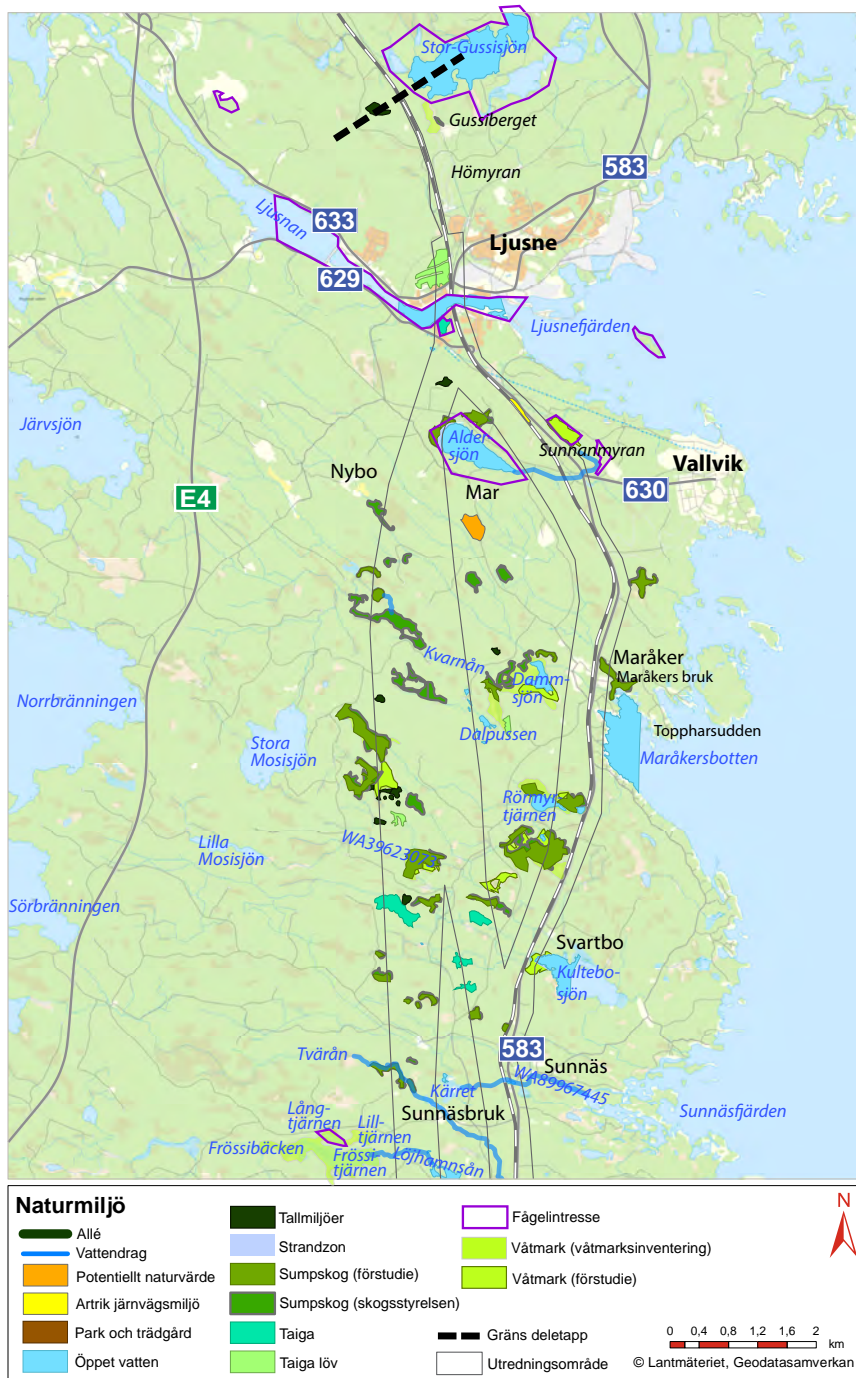 Stor-Gussisjön
Gussiberget
Hömyran
583
Ljusnan
633
Ljusne
629
Ljusnefjärden
Järvsjön
Alder-
sjön
Sunnanmyran
Nybo
Vallvik
Mar
E4
630
Kvarnån
Maråker
Maråkers bruk
Damm-
sjön
Norrbränningen
Toppharsudden
Stora
Mosisjön
Dalpussen
Maråkersbotten
Rörmyr-
tjärnen
Lilla
Mosisjön
WA39623073
Sörbränningen
Svartbo
Kultebo-
sjön
Tvärån
583
Sunnäs
Kärret
WA89967445
Lång-
tjärnen
Sunnäsbruk
Sunnäsfjärden
Lill-
tjärnen
Frössibäcken
Frössi-
tjärnen
Lojhamnsån
Naturmiljö
Allé
Vattendrag
Potentiellt naturvärde
Artrik järnvägsmiljö
Park och trädgård
Öppet vatten
Tallmiljöer
Strandzon
Sumpskog (förstudie)
Sumpskog (skogsstyrelsen)
Taiga
Taiga löv
Fågelintresse
Våtmark (våtmarksinventering)
Våtmark (förstudie)
Gräns deletapp
Utredningsområde
N
0 0,4 0,8 1,2 1,6 2
km
© Lantmäteriet, Geodatasamverkan